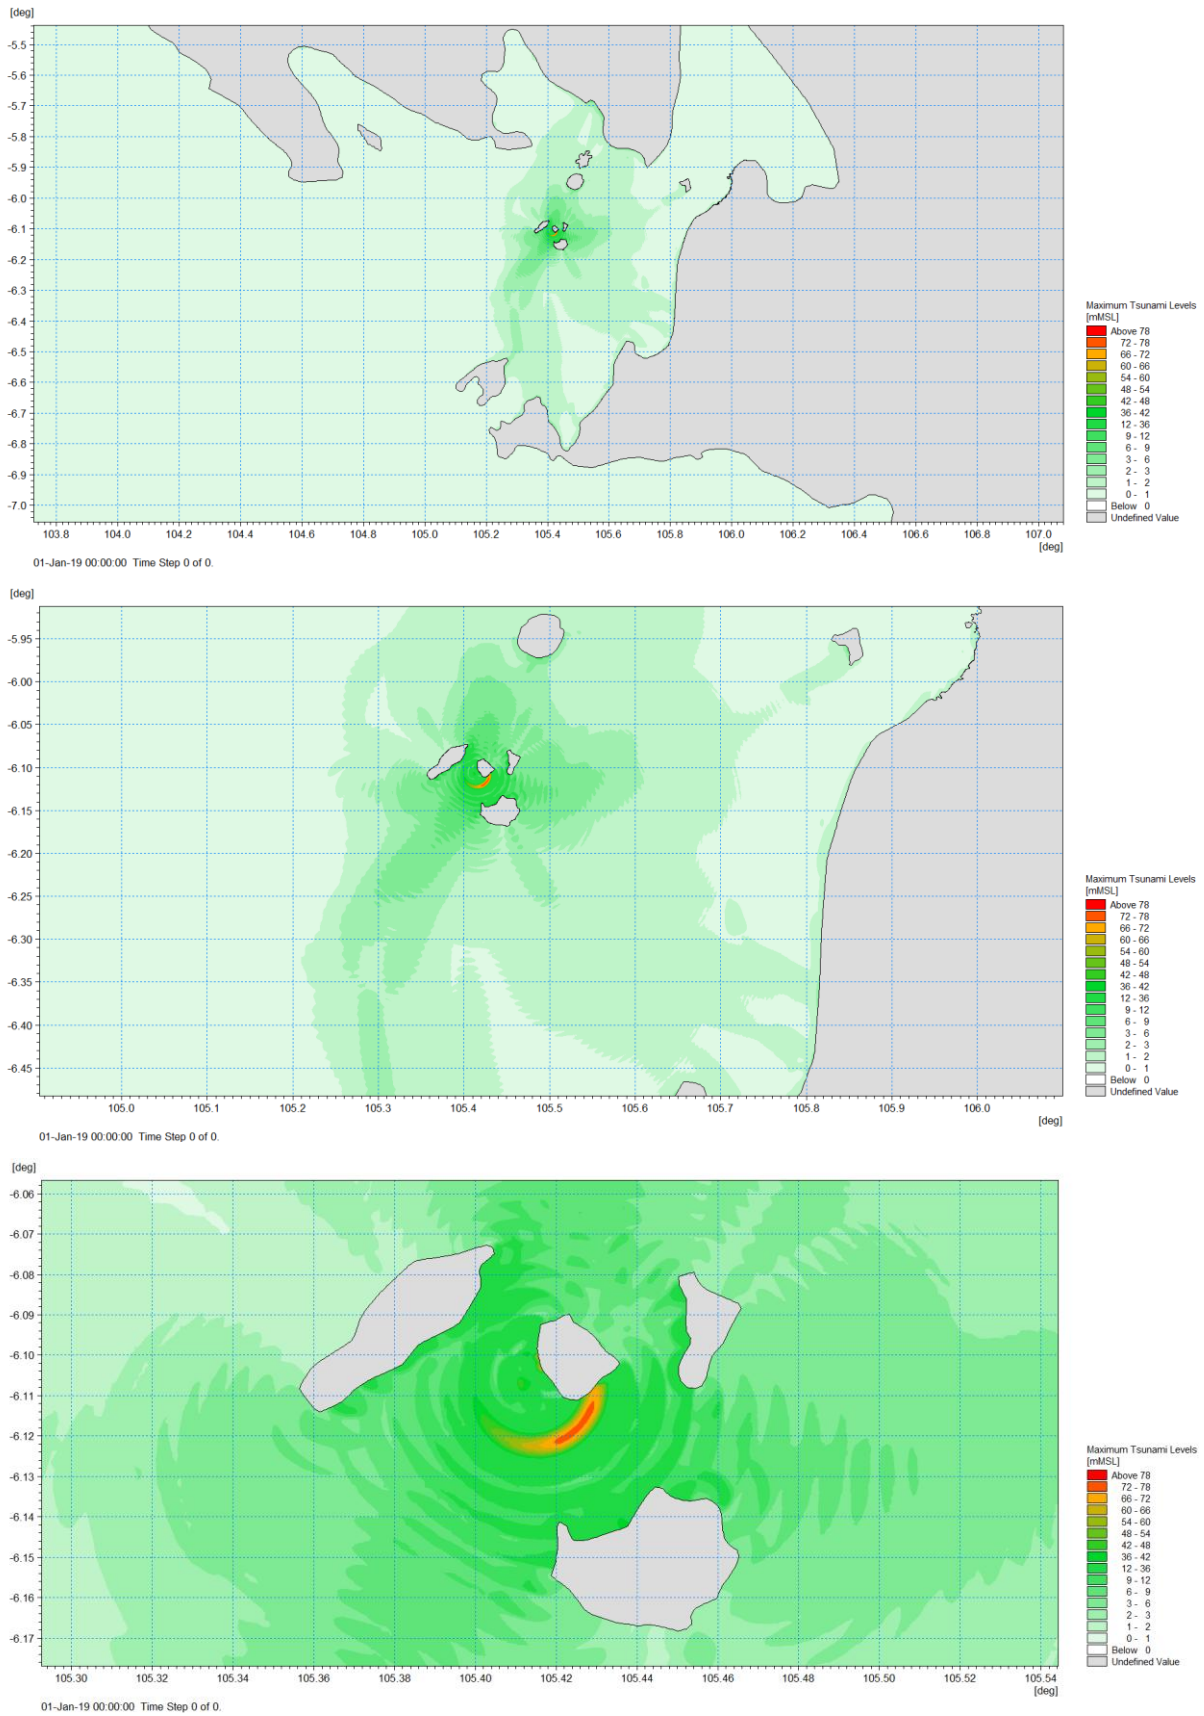 [deg]
-5.5
-5.6
-5.7
-5.8
-5.9
-6.0
-6.1
-6.2
-6.3
-6.4
-6.5
-6.6
-6.7
-6.8
-6.9
-7.0
103.8 104.0 104.2 104.4 104.6 104.8 105.0 105.2 105.4 105.6 105.8 106.0 106.2 106.4 106.6 106.8 107.0
[deg]
01-Jan-19 00:00:00 Time Step 0 of 0.
Maximum Tsunami Levels
[mMSL]
Above 78
72 - 78
66 - 72
60 - 66
54 - 60
48 - 54
42 - 48
36 - 42
12 - 36
9 - 12
6 - 9
3 - 6
2 - 3
1 - 2
0 - 1
Below 0
Undefined Value
[deg]
-5.95
-6.00
-6.05
-6.10
-6.15
-6.20
-6.25
-6.30
-6.35
-6.40
-6.45
105.0 105.1 105.2 105.3 105.4 105.5 105.6 105.7 105.8 105.9 106.0
[deg]
01-Jan-19 00:00:00 Time Step 0 of 0.
Maximum Tsunami Levels
[mMSL]
Above 78
72 - 78
66 - 72
60 - 66
54 - 60
48 - 54
42 - 48
36 - 42
12 - 36
9 - 12
6 - 9
3 - 6
2 - 3
1 - 2
0 - 1
Below 0
Undefined Value
[deg]
-6.06
-6.07
-6.08
-6.09
-6.10
-6.11
-6.12
-6.13
-6.14
-6.15
-6.16
-6.17
105.30 105.32 105.34 105.36 105.38 105.40 105.42 105.44 105.46 105.48 105.50 105.52 105.54
[deg]
01-Jan-19 00:00:00 Time Step 0 of 0.
Maximum Tsunami Levels
[mMSL]
Above 78
72 - 78
66 - 72
60 - 66
54 - 60
48 - 54
42 - 48
36 - 42
12 - 36
9 - 12
6 - 9
3 - 6
2 - 3
1 - 2
0 - 1
Below 0
Undefined Value